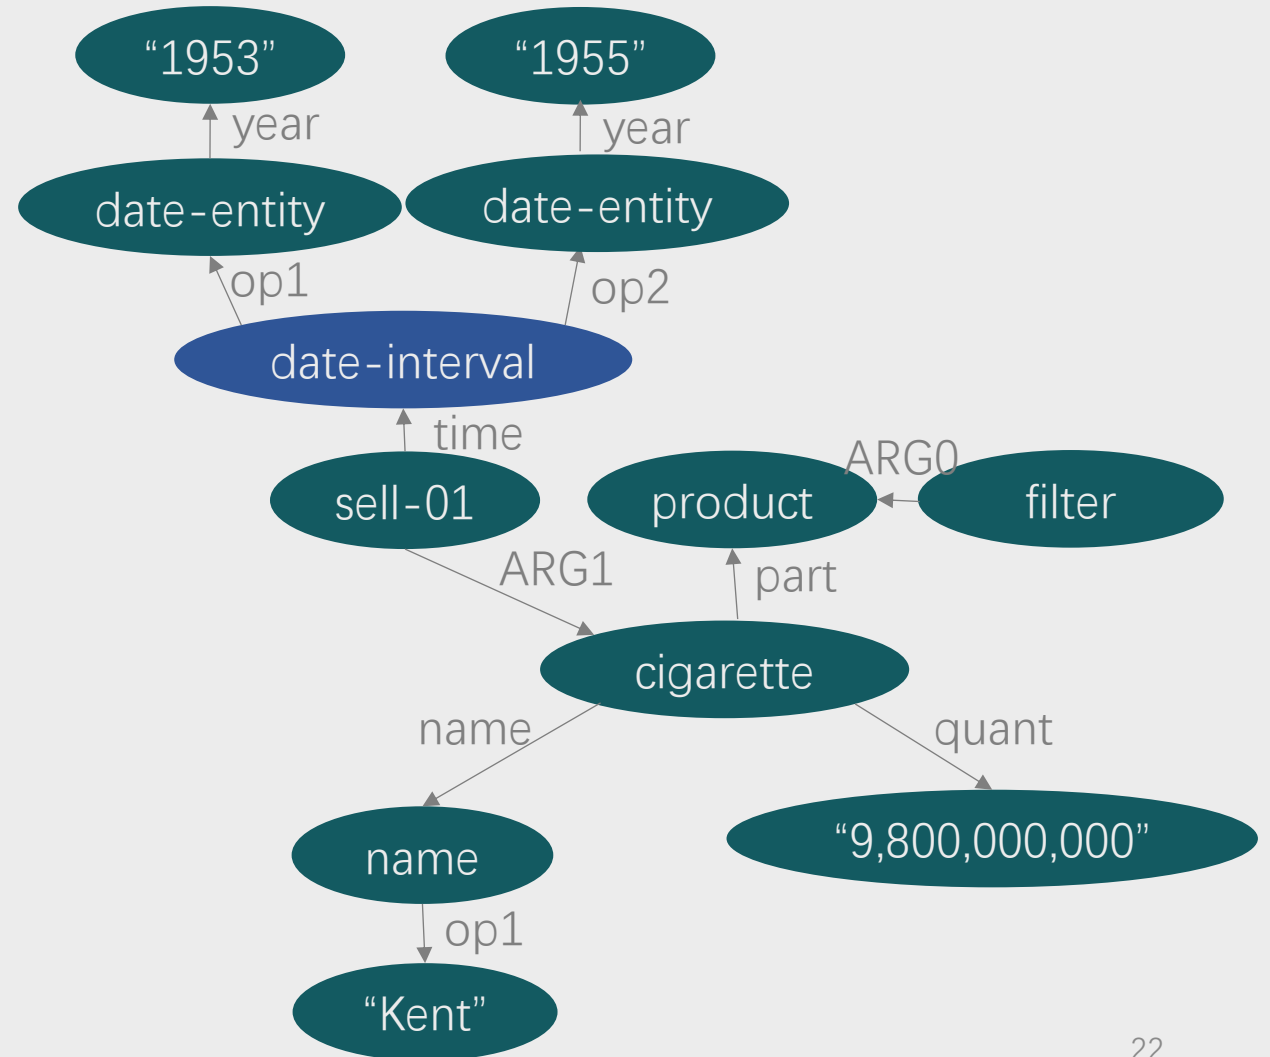 “1953”
“1955”
year
year
date-entity
date-entity
op1
op2
date-interval
time
sell-01
product
ARG0
filter
ARG1
part
cigarette
name
quant
name
“9,800,000,000”
op1
“Kent”
22